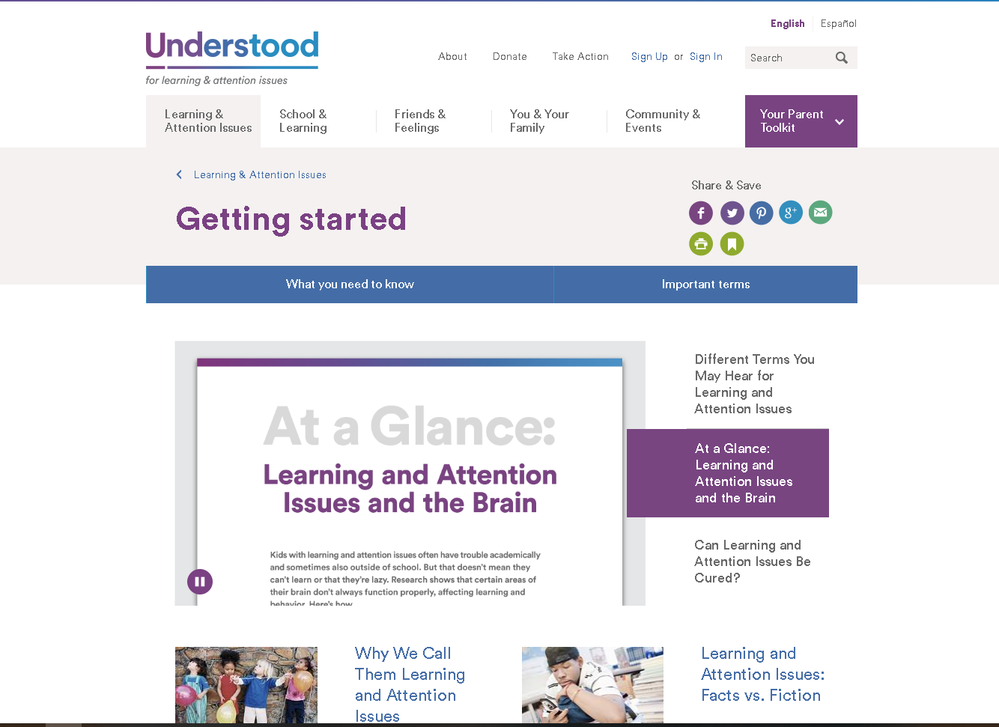 English
Español
Understood
for learning & attention issues
About
Donate
Take Action
Sign Up or Sign In
Search
Learning &
Attention Issues
School &
Learning
Friends &
Feelings
You & Your
Family
Community &
Events
Your Parent
Toolkit
Learning & Attention Issues
Getting started
Share & Save
What you need to know
Important terms
At a Glance:
Learning and Attention
Issues and the Brain
Kids with learning and attention issues often have trouble academically
and sometimes also outside of school. But that doesn't mean they
can't learn or that they're lazy. Research shows that certain areas of
their brain don't always function properly, affecting learning and
behavior. Here's how
Different Terms You
May Hear for
Learning and
Attention Issues
At a Glance:
Learning and
Attention Issues
and the Brain
Can Learning and
Attention Issues Be
Cured?
Why We Call
Them Learning
and Attention
Issues
Learning and
Attention Issues:
Facts vs. Fiction